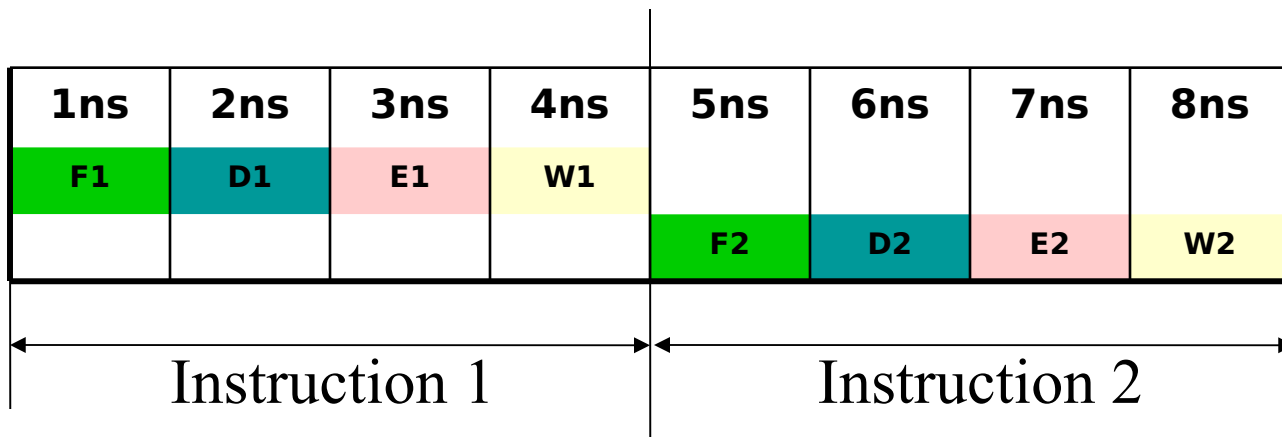 1ns 2ns 3ns 4ns 5ns 6ns 7ns 8ns
F1 D1 E1 W1
F2 D2 E2 W2
Instruction 1 Instruction 2